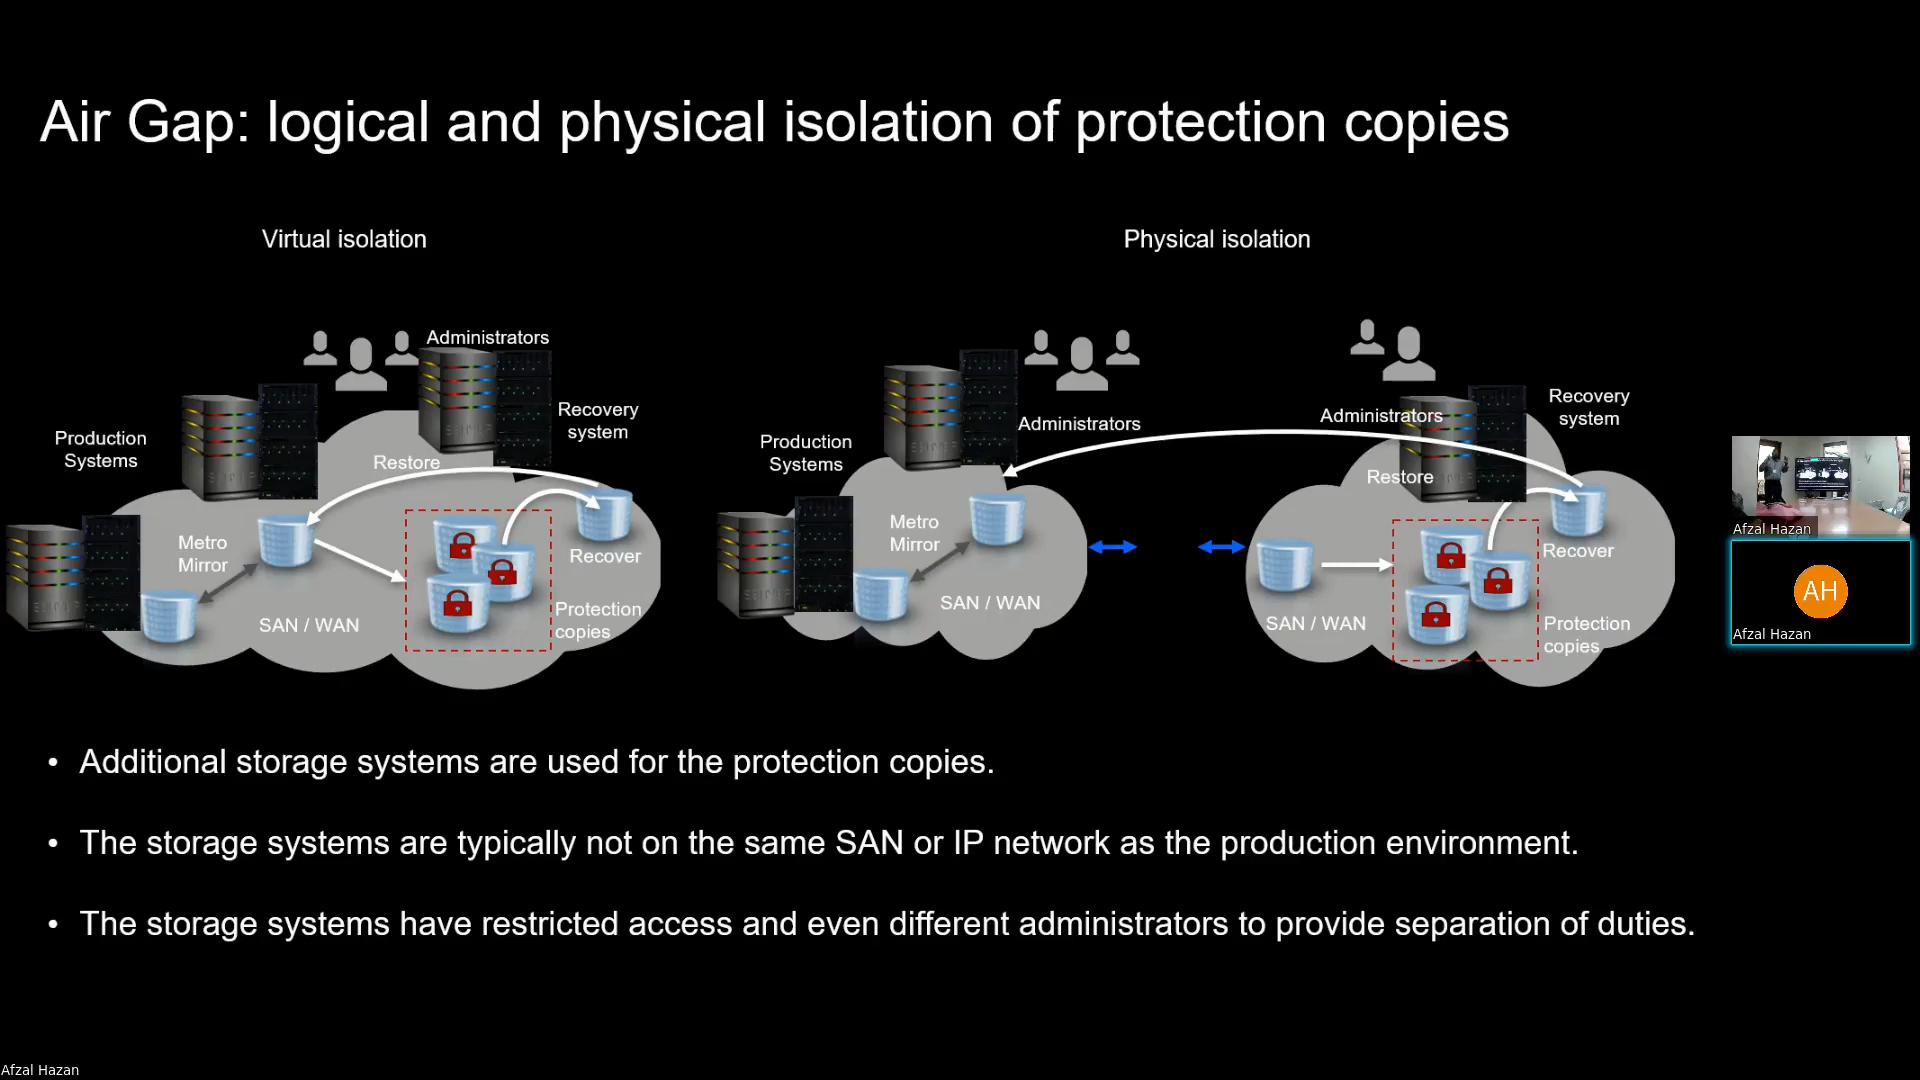 Air Gap: logical and physical isolation of protection copies
Virtual isolation
Administrators
Production
Systems
Recovery
system
Restore
Metro
Mirror
Recover
SAN / WAN
Protection
copies
Physical isolation
Administrators
Administrators
Recovery
system
Production
Systems
Restore
Metro
Mirror
Recover
SAN / WAN
SAN / WAN
Protection
copies
• Additional storage systems are used for the protection copies.
• The storage systems are typically not on the same SAN or IP network as the production environment.
• The storage systems have restricted access and even different administrators to provide separation of duties.
Afzal Hazan
AH
Afzal Hazan
Afzal Hazan